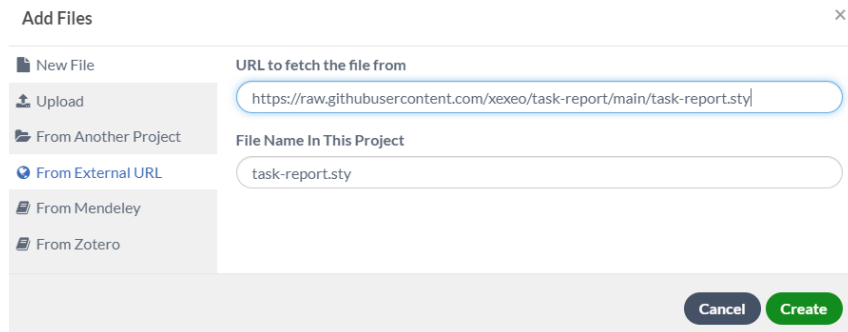 Add Files
×
New File
Upload
From Another Project
From External URL
From Mendeley
From Zotero
URL to fetch the file from
https://raw.githubusercontent.com/xexeo/task-report/main/task-report.sty
File Name In This Project
task-report.sty
Cancel
Create